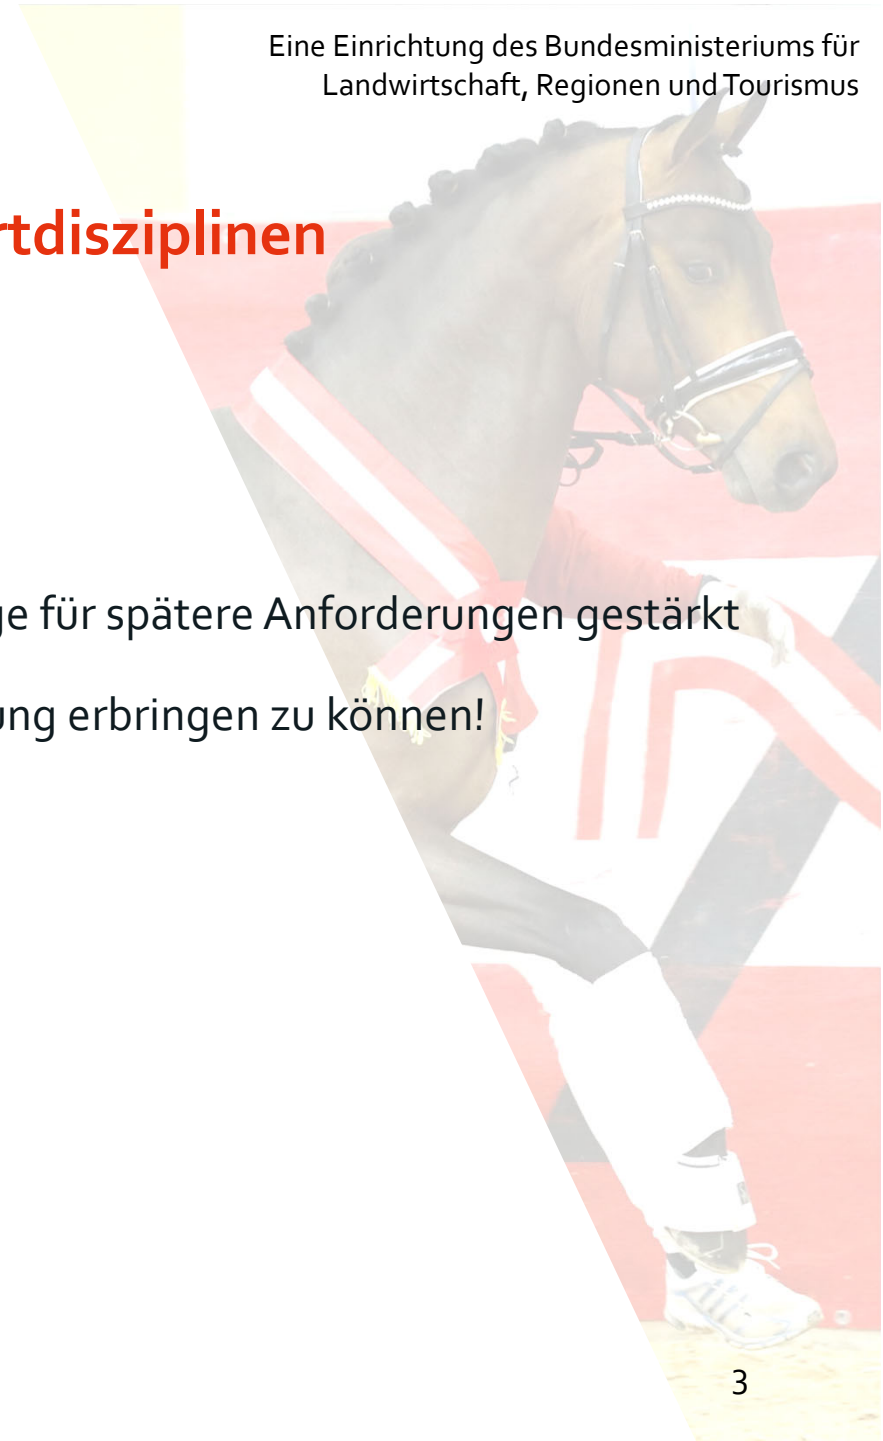 Eine Einrichtung des Bundesministeriums für
Landwirtschaft, Regionen und Tourismus
rtdisziplinen
ge für spätere Anforderungen gestärkt
ung erbringen zu können!
3